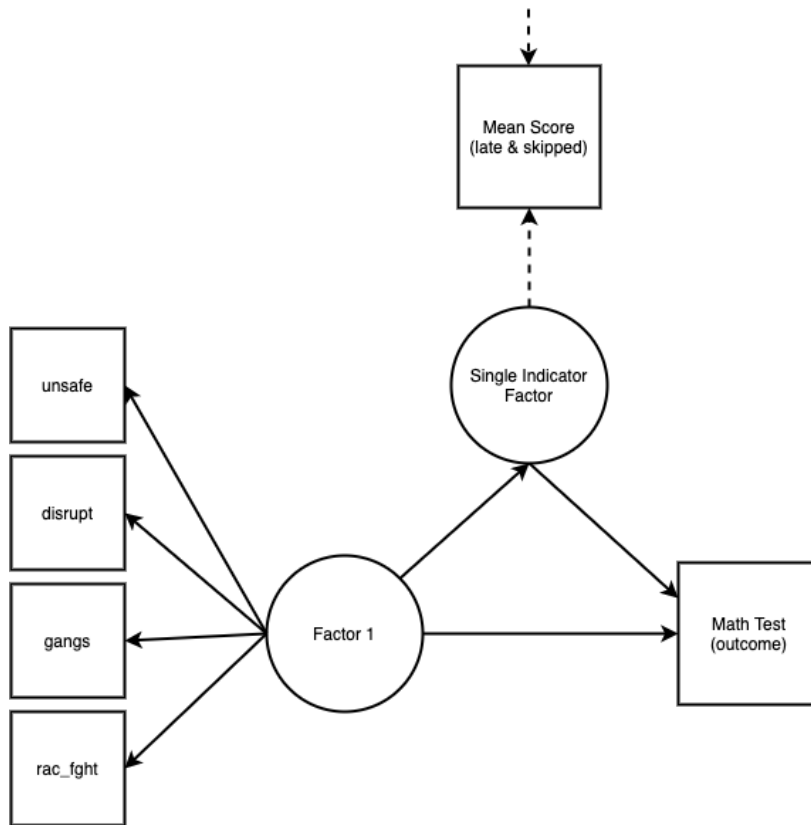 Mean Score
(late & skipped)
Single Indicator
Factor
unsafe
disrupt
gangs
rac_fght
Factor 1
Math Test
(outcome)